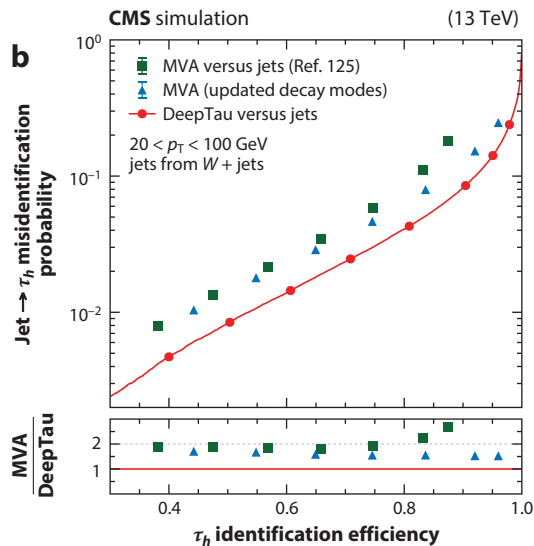 CMS simulation (13 TeV)
b
10⁰
MVA versus jets (Ref. 125)
MVA (updated decay modes)
DeepTau versus jets
20 < pT < 100 GeV
jets from W + jets
10⁻¹
10⁻²
Jet → τh misidentification
probability
2
1
MVA
DeepTau
0.4 0.6 0.8 1.0
τh identification efficiency